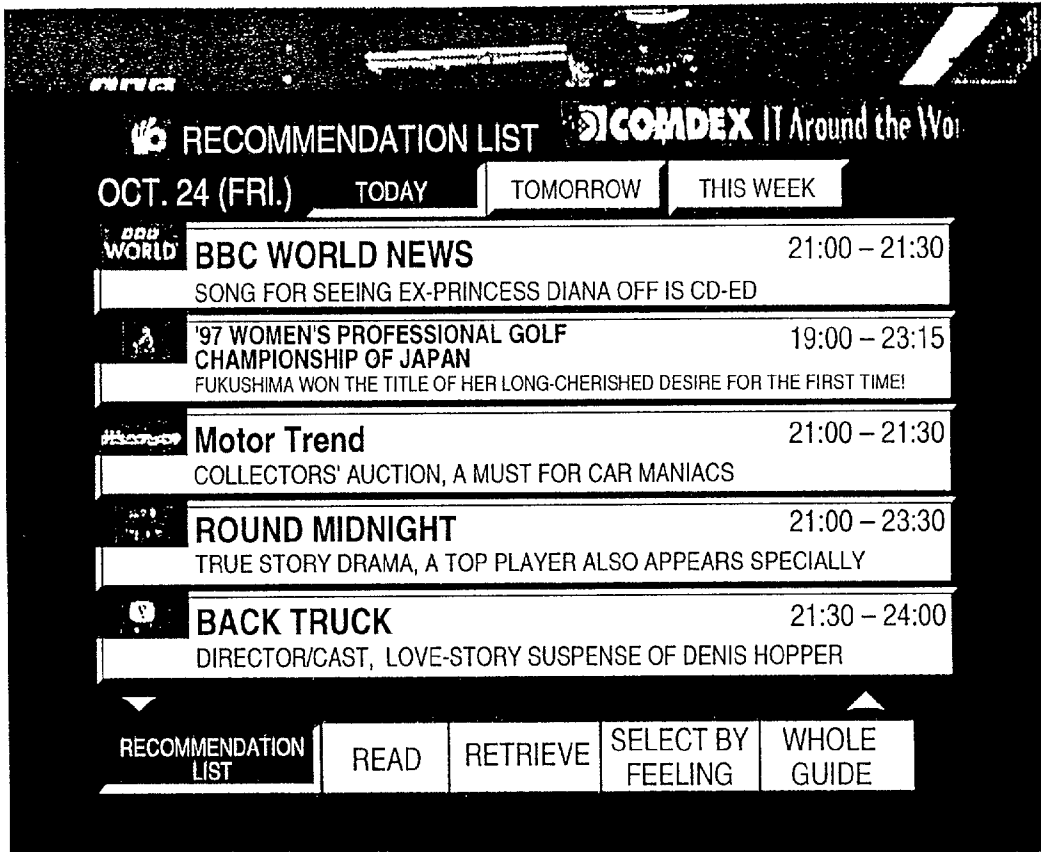 RECOMMENDATION LIST
COMDEX IT Around the Wor
OCT. 24 (FRI.)
TODAY
TOMORROW
THIS WEEK
BBC WORLD
BBC WORLD NEWS
21:00 – 21:30
SONG FOR SEEING EX-PRINCESS DIANA OFF IS CD-ED
'97 WOMEN'S PROFESSIONAL GOLF
CHAMPIONSHIP OF JAPAN
19:00 – 23:15
FUKUSHIMA WON THE TITLE OF HER LONG-CHERISHED DESIRE FOR THE FIRST TIME!
Motor Trend
21:00 – 21:30
COLLECTORS' AUCTION, A MUST FOR CAR MANIACS
ROUND MIDNIGHT
21:00 – 23:30
TRUE STORY DRAMA, A TOP PLAYER ALSO APPEARS SPECIALLY
BACK TRUCK
21:30 – 24:00
DIRECTOR/CAST, LOVE-STORY SUSPENSE OF DENIS HOPPER
RECOMMENDATION
LIST
READ
RETRIEVE
SELECT BY
FEELING
WHOLE
GUIDE